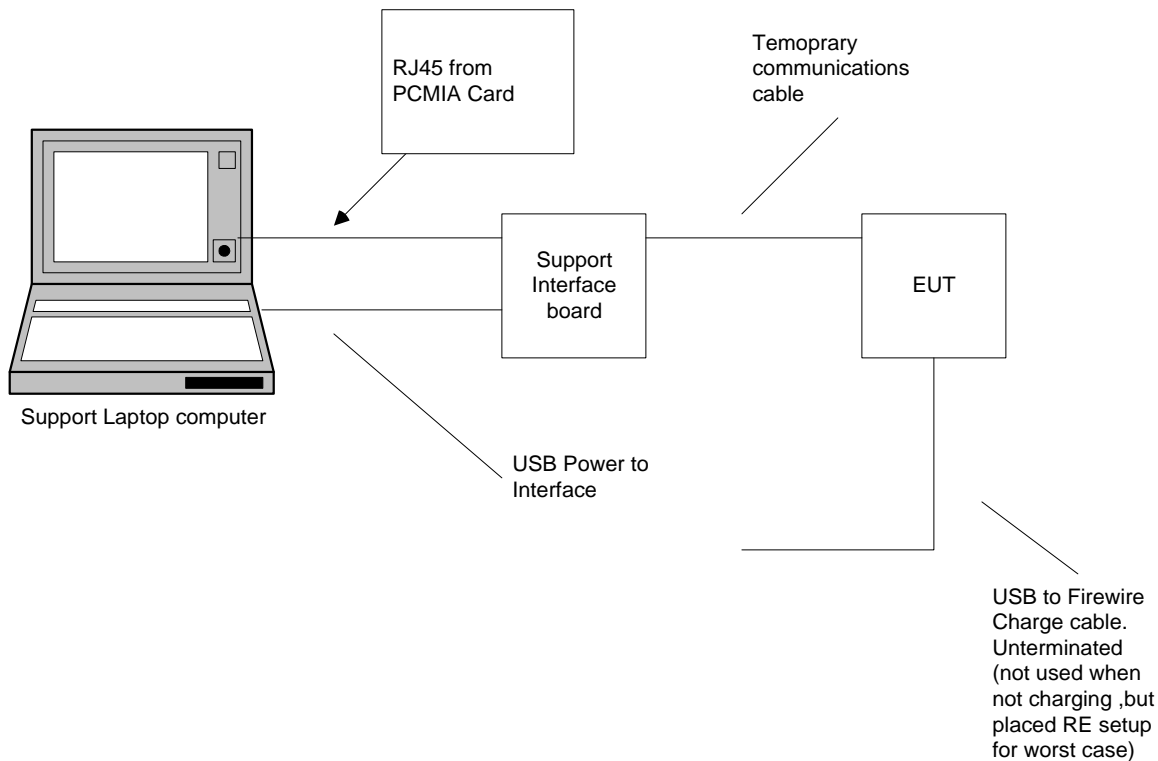 RJ45 from
PCMIA Card
Temoprary
communications
cable
Support
Interface
board
EUT
Support Laptop computer
USB Power to
Interface
USB to Firewire
Charge cable.
Unterminated
(not used when
not charging ,but
placed RE setup
for worst case)